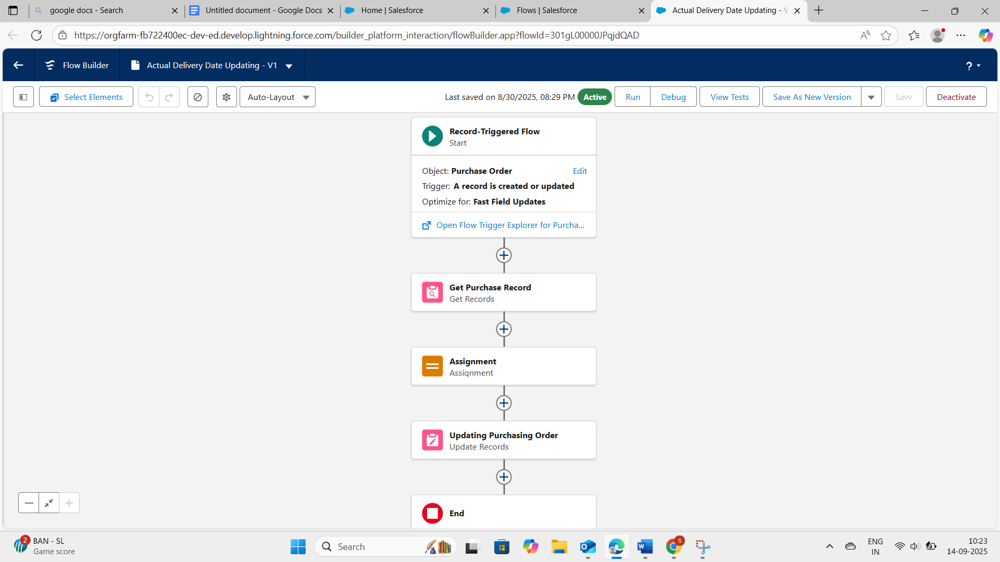 google docs - Search
Untitled document - Google Docs
Home | Salesforce
Flows | Salesforce
Actual Delivery Date Updating - V
https://orgfarm-fb722400ec-dev-ed.develop.lightning.force.com/builder_platform_interaction/flowBuilder.app?flowId=301gL00000JPqjdQAD
Flow Builder
Actual Delivery Date Updating - V1
?
Select Elements
Auto-Layout
Last saved on 8/30/2025, 08:29 PM
Active
Run
Debug
View Tests
Save As New Version
Save
Deactivate
Record-Triggered Flow
Start
Object: Purchase Order
Edit
Trigger: A record is created or updated
Optimize for: Fast Field Updates
Open Flow Trigger Explorer for Purcha...
Get Purchase Record
Get Records
Assignment
Assignment
Updating Purchasing Order
Update Records
End
2
BAN - SL
Game score
Search
S
ENG
IN
10:23
14-09-2025